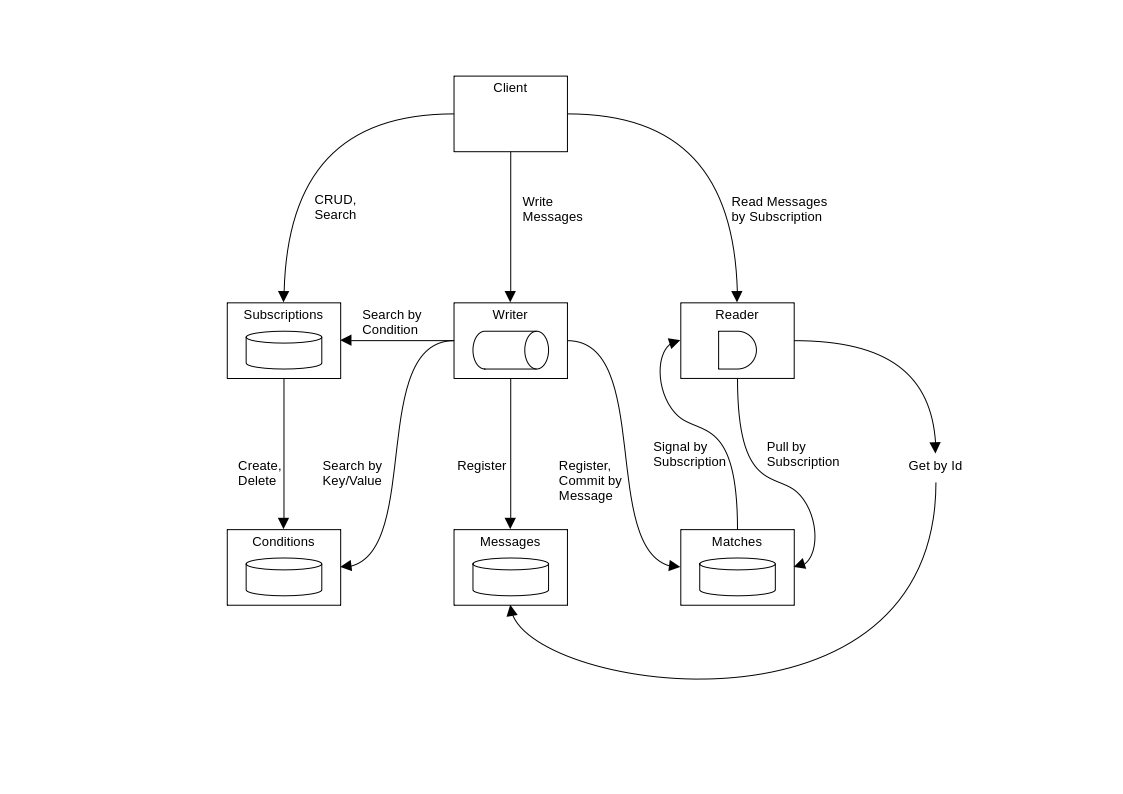 Client
CRUD,
Search
Write
Messages
Read Messages
by Subscription
Subscriptions
Search by
Condition
Writer
Reader
Create,
Delete
Search by
Key/Value
Register
Register,
Commit by
Message
Signal by
Subscription
Pull by
Subscription
Get by Id
Conditions
Messages
Matches